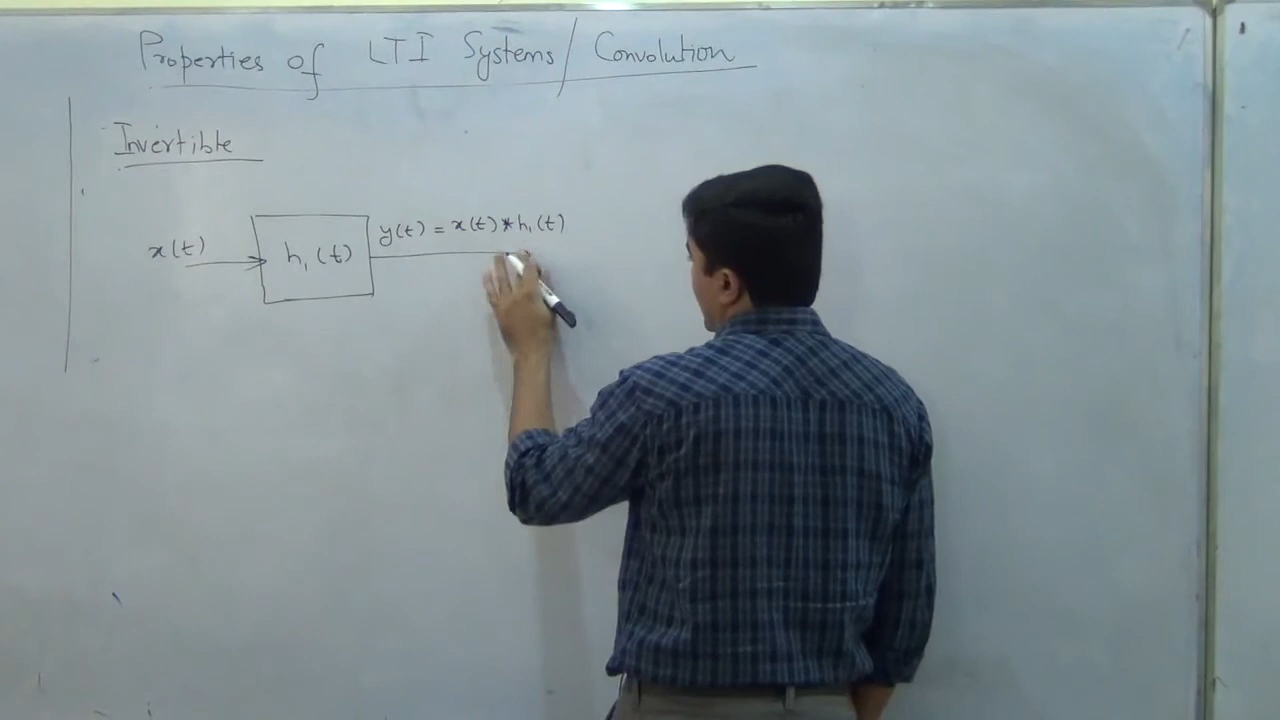 Properties of LTI Systems / Convolution
Invertible
x(t)
h₁(t)
y(t) = x(t) * h₁(t)